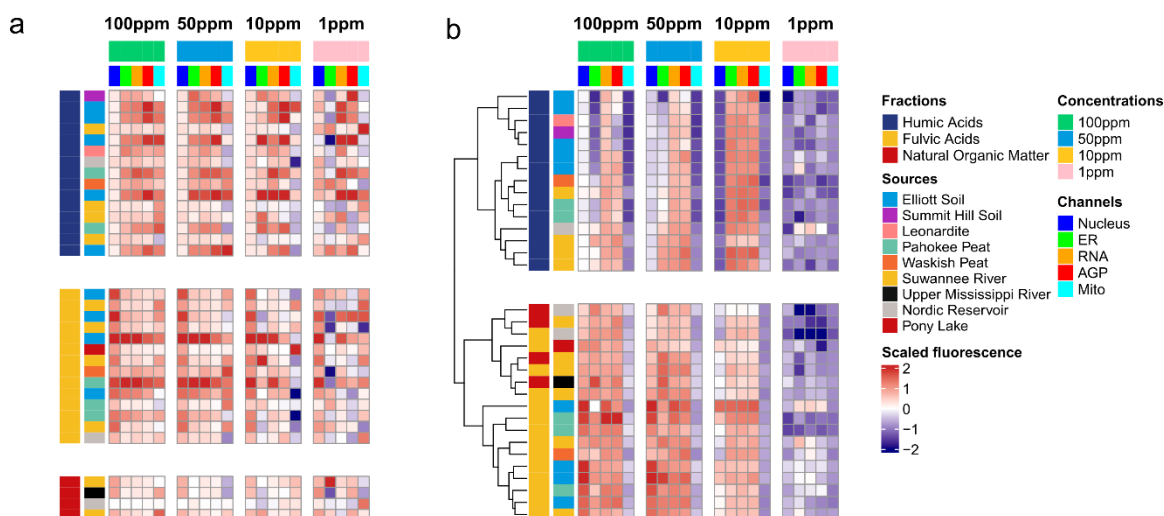 a
100ppm 50ppm 10ppm 1ppm
b
100ppm 50ppm 10ppm 1ppm
Fractions
Humic Acids
Fulvic Acids
Natural Organic Matter
Sources
Elliott Soil
Summit Hill Soil
Leonardite
Pahokee Peat
Waskish Peat
Suwannee River
Upper Mississippi River
Nordic Reservoir
Pony Lake
Scaled fluorescence
2
1
0
−1
−2
Concentrations
100ppm
50ppm
10ppm
1ppm
Channels
Nucleus
ER
RNA
AGP
Mito